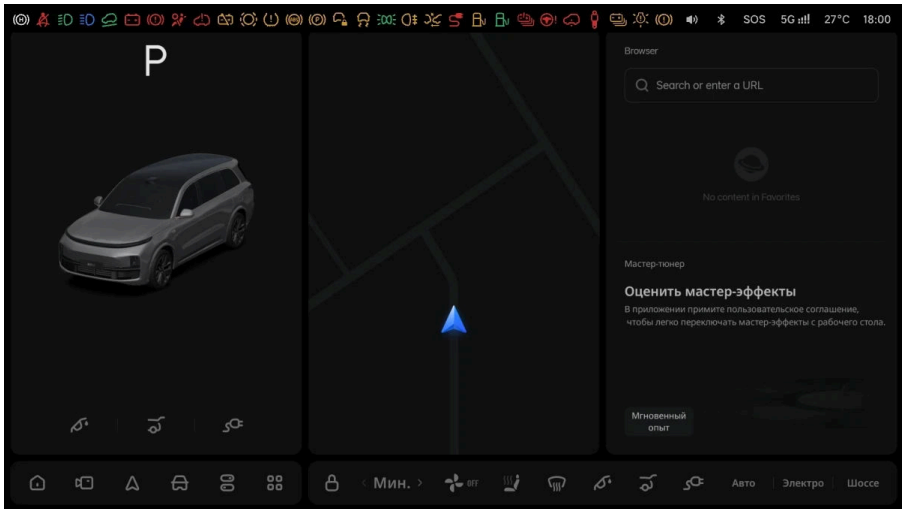 SOS
5G
27°C
18:00
P
Browser
Search or enter a URL
No content in Favorites
Мастер-тюнер
Оценить мастер-эффекты
В приложении примите пользовательское соглашение,
чтобы легко переключать мастер-эффекты с рабочего стола.
Мгновенный
опыт
Мин.
OFF
Авто
Электро
Шоссе